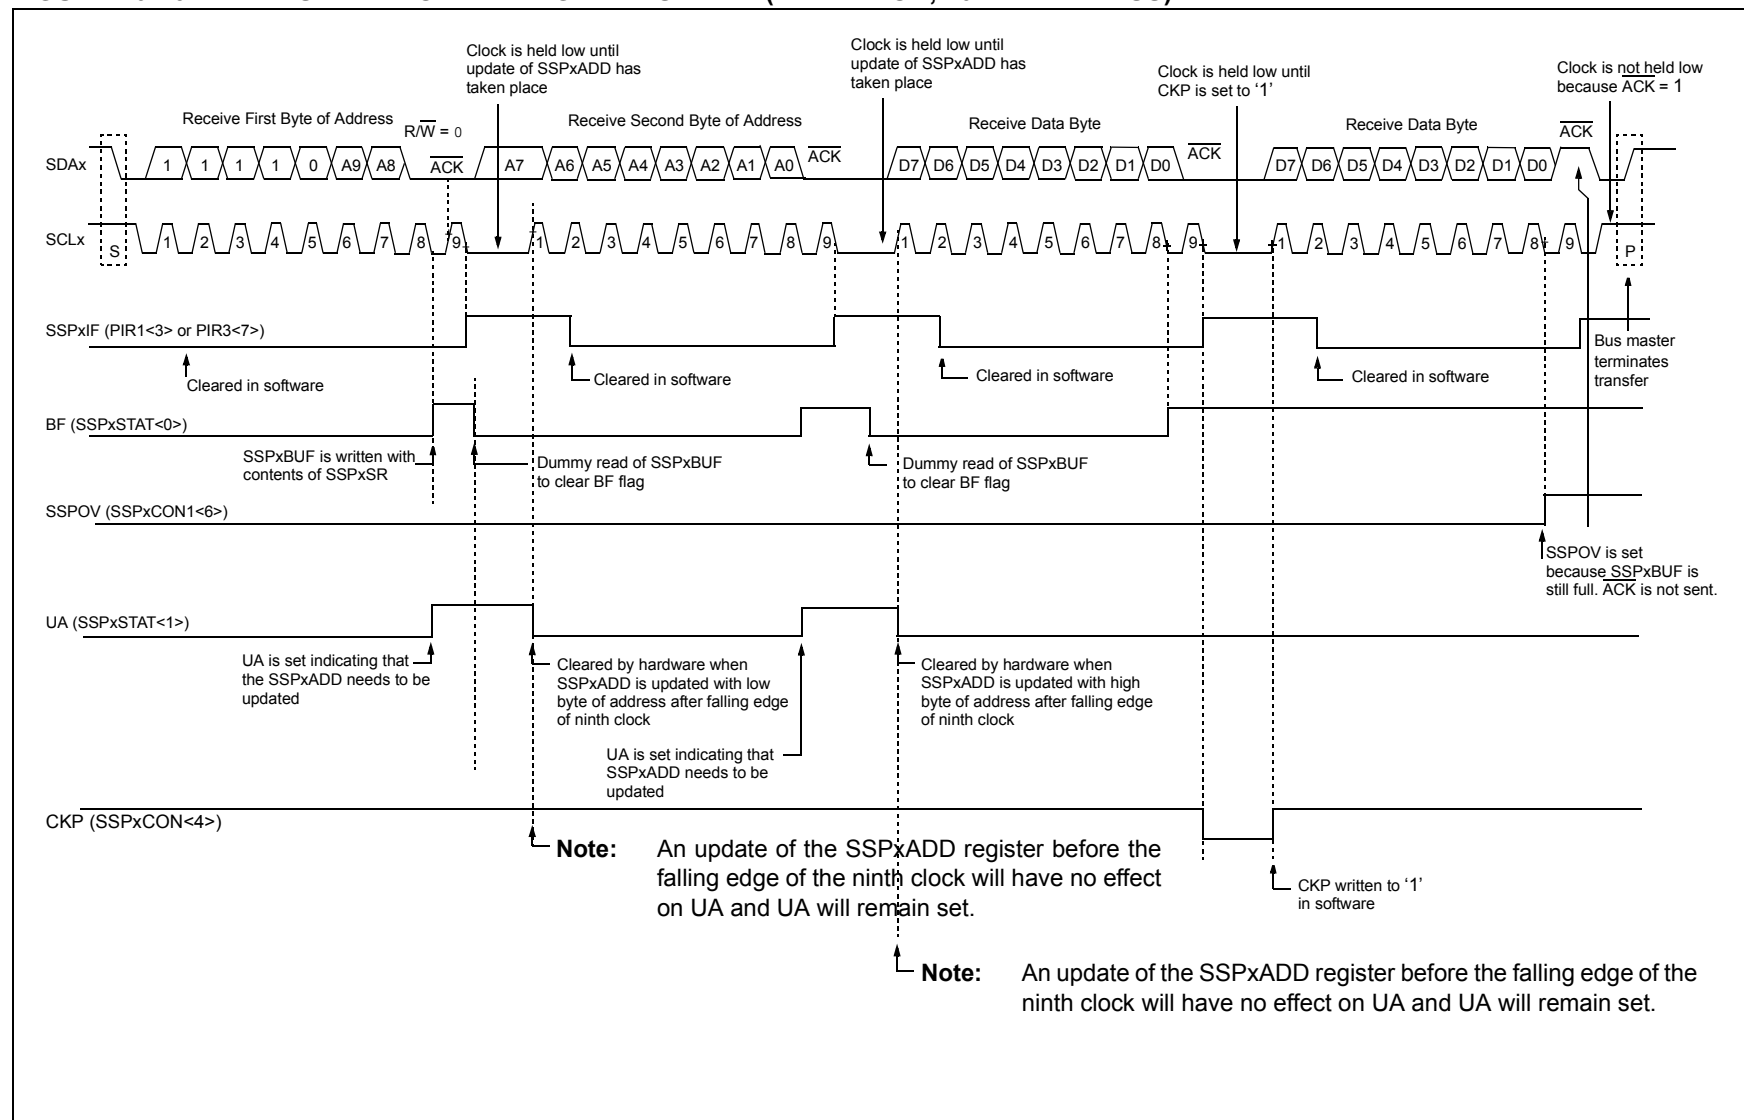 Clock is held low until
update of SSPxADD has
taken place
Clock is held low until
update of SSPxADD has
taken place
Clock is held low until
CKP is set to ‘1’
Clock is not held low
because ACK = 1
Receive First Byte of Address
R/W = 0
Receive Second Byte of Address
Receive Data Byte
Receive Data Byte
ACK
SDAx
1 1 1 1 0 A9 A8 ACK A7 A6 A5 A4 A3 A2 A1 A0 ACK D7 D6 D5 D4 D3 D2 D1 D0 ACK D7 D6 D5 D4 D3 D2 D1 D0
SCLx
S 1 2 3 4 5 6 7 8 9 1 2 3 4 5 6 7 8 9 1 2 3 4 5 6 7 8 9 1 2 3 4 5 6 7 8 9 P
SSPxIF (PIR1<3> or PIR3<7>)
Cleared in software
Cleared in software
Cleared in software
Cleared in software
Bus master
terminates
transfer
BF (SSPxSTAT<0>)
SSPxBUF is written with
contents of SSPxSR
Dummy read of SSPxBUF
to clear BF flag
Dummy read of SSPxBUF
to clear BF flag
SSPOV (SSPxCON1<6>)
SSPOV is set
because SSPxBUF is
still full. ACK is not sent.
UA (SSPxSTAT<1>)
UA is set indicating that
the SSPxADD needs to be
updated
Cleared by hardware when
SSPxADD is updated with low
byte of address after falling edge
of ninth clock
UA is set indicating that
SSPxADD needs to be
updated
Cleared by hardware when
SSPxADD is updated with high
byte of address after falling edge
of ninth clock
CKP (SSPxCON<4>)
Note: An update of the SSPxADD register before the
falling edge of the ninth clock will have no effect
on UA and UA will remain set.
CKP written to ‘1’
in software
Note: An update of the SSPxADD register before the falling edge of the
ninth clock will have no effect on UA and UA will remain set.